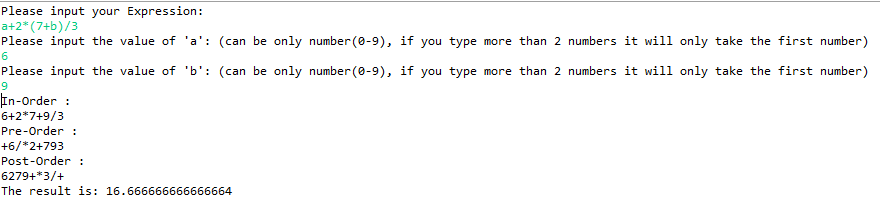 Please input your Expression:
a+2*(7+b)/3
Please input the value of 'a': (can be only number(0-9), if you type more than 2 numbers it will only take the first number)
6
Please input the value of 'b': (can be only number(0-9), if you type more than 2 numbers it will only take the first number)
9
In-Order :
6+2*7+9/3
Pre-Order :
+6/*2+793
Post-Order :
6279+*3/+
The result is: 16.666666666666664